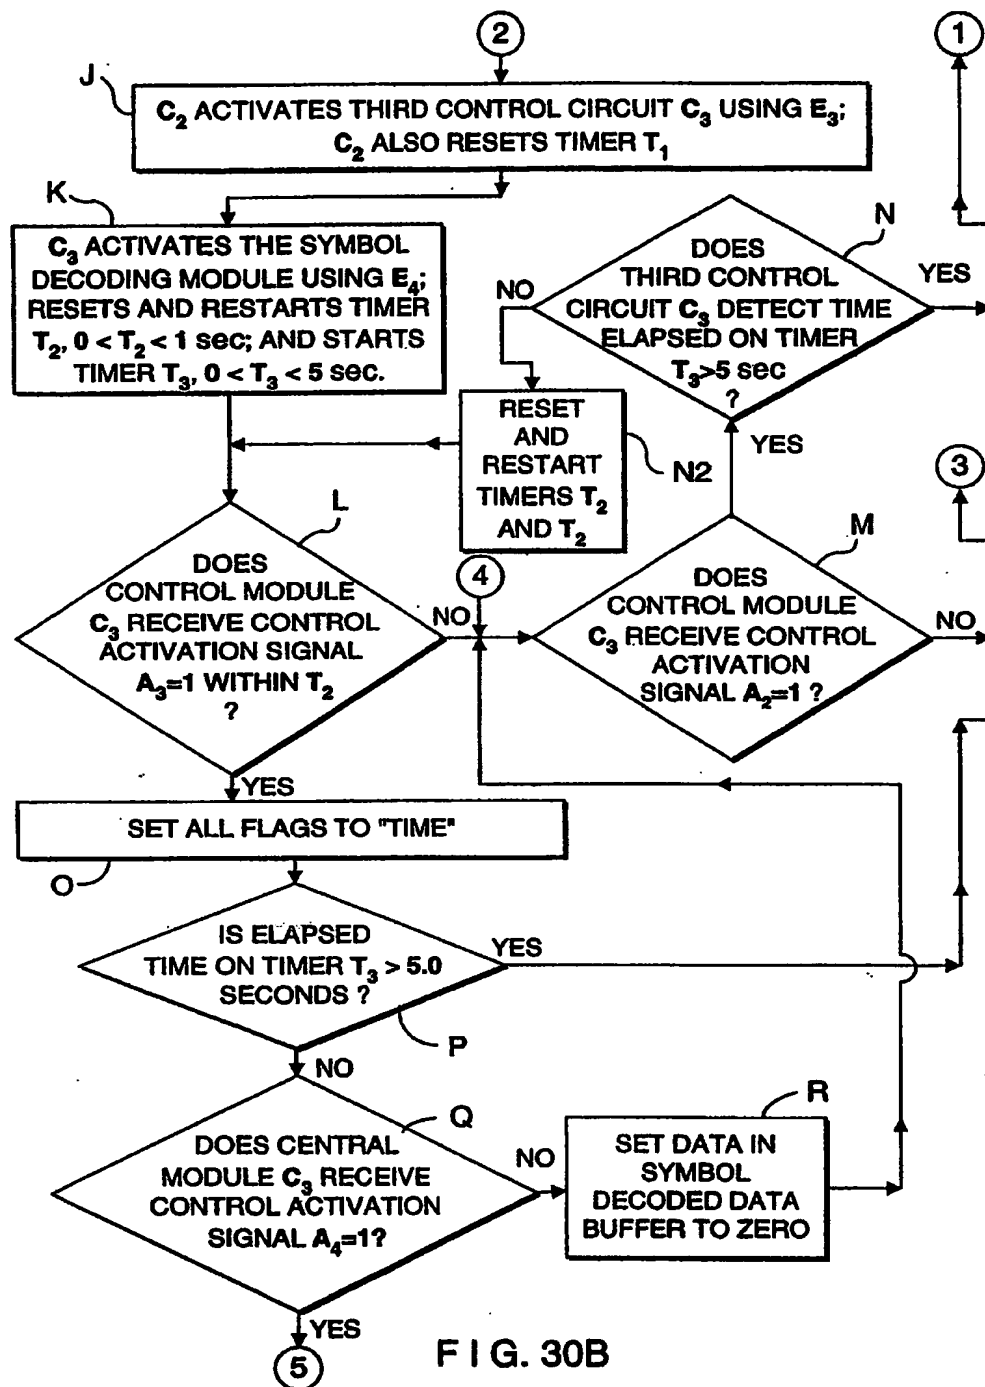 2
1
J
C₂ ACTIVATES THIRD CONTROL CIRCUIT C₃ USING E₃;
C₂ ALSO RESETS TIMER T₁
K
C₃ ACTIVATES THE SYMBOL
DECODING MODULE USING E₄;
RESETS AND RESTARTS TIMER
T₂, 0 < T₂ < 1 sec; AND STARTS
TIMER T₃, 0 < T₃ < 5 sec.
N
DOES
THIRD CONTROL
CIRCUIT C₃ DETECT TIME
ELAPSED ON TIMER
T₃>5 sec
?
NO
YES
YES
RESET
AND
RESTART
TIMERS T₂
AND T₂
N2
3
L
DOES
CONTROL MODULE
C₃ RECEIVE CONTROL
ACTIVATION SIGNAL
A₃=1 WITHIN T₂
?
NO
4
M
DOES
CONTROL MODULE
C₃ RECEIVE CONTROL
ACTIVATION
SIGNAL A₂=1 ?
NO
YES
SET ALL FLAGS TO "TIME"
O
IS ELAPSED
TIME ON TIMER T₃ > 5.0
SECONDS ?
YES
P
NO
Q
DOES CENTRAL
MODULE C₃ RECEIVE
CONTROL ACTIVATION
SIGNAL A₄=1?
NO
R
SET DATA IN
SYMBOL
DECODED DATA
BUFFER TO ZERO
YES
5
FIG. 30B